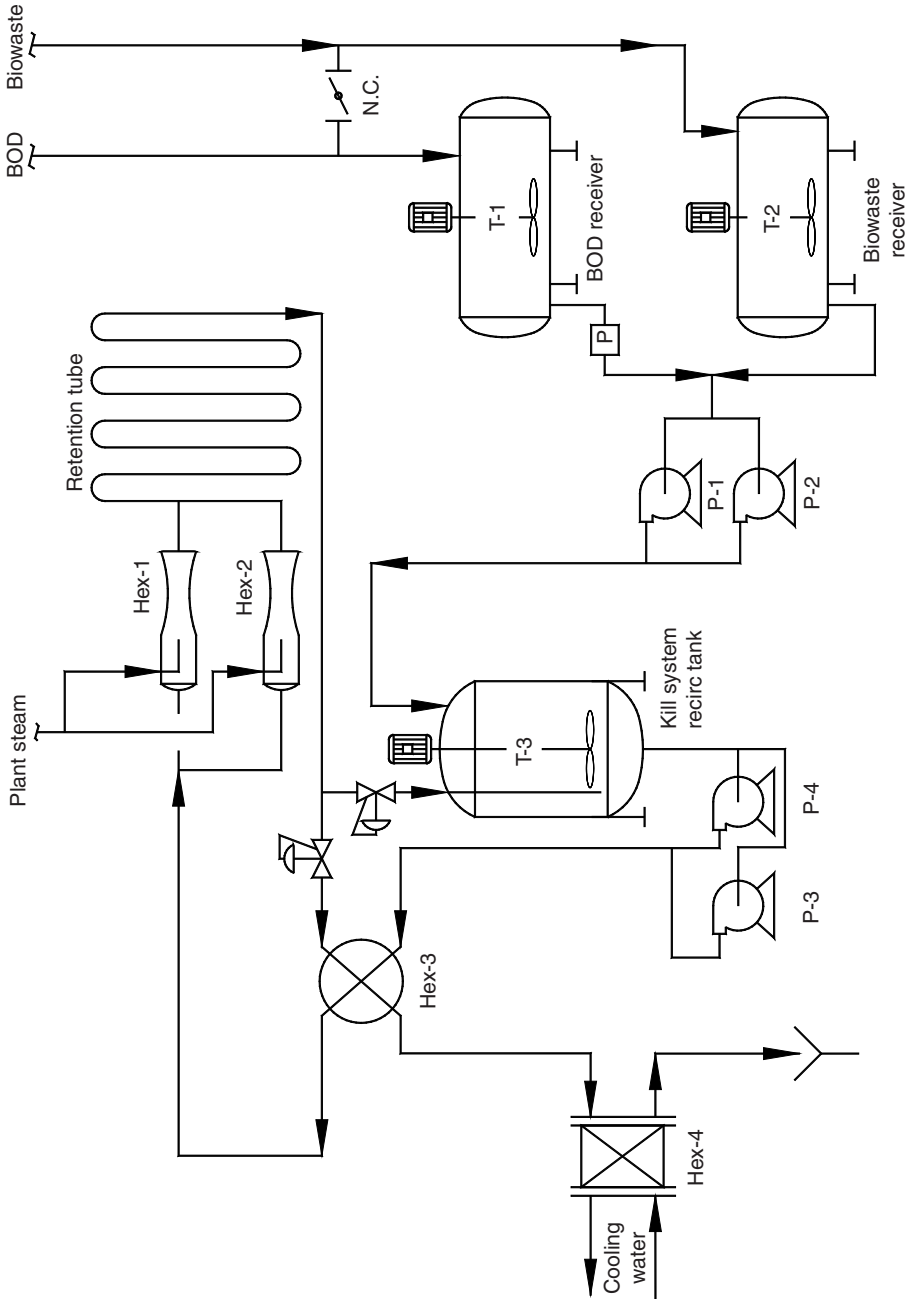 Biowaste
BOD
N.C.
T-1
BOD receiver
T-2
Biowaste
receiver
P
P-1
P-2
Retention tube
Hex-1
Hex-2
Plant steam
T-3
Kill system
recirc tank
P-4
P-3
Hex-3
Hex-4
Cooling
water